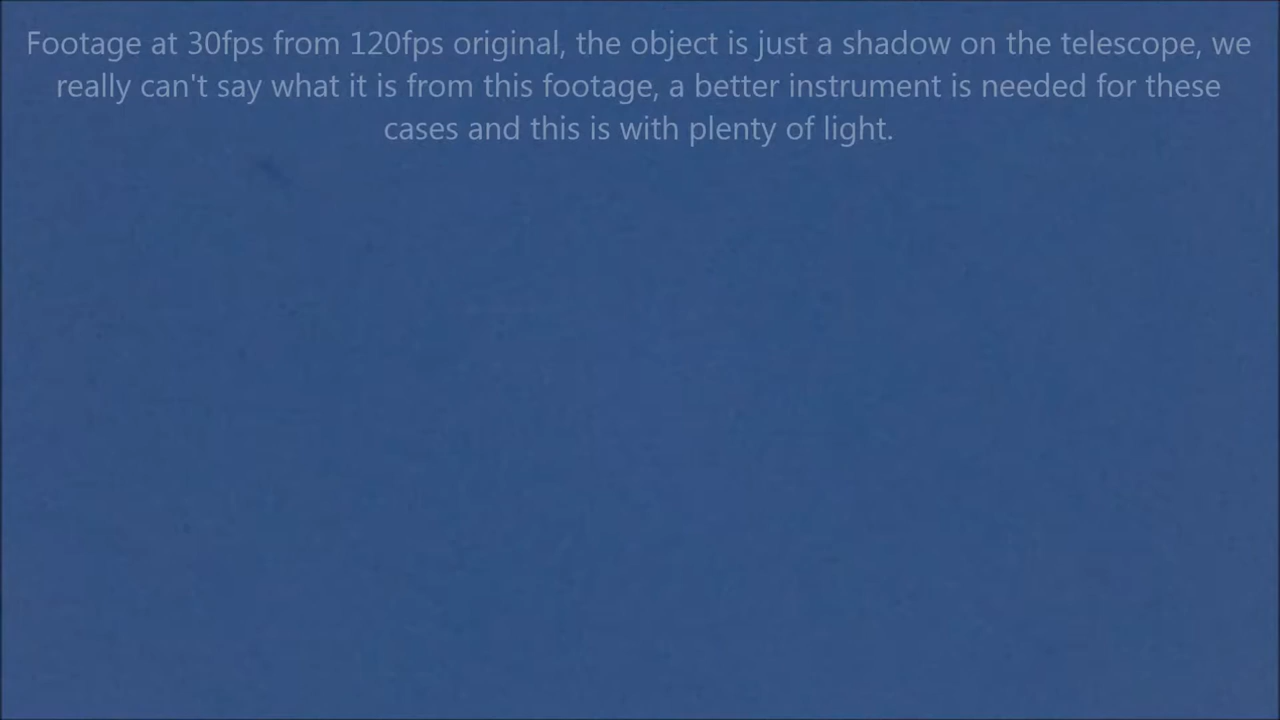 Footage at 30fps from 120fps original, the object is just a shadow on the telescope, we
really can't say what it is from this footage, a better instrument is needed for these
cases and this is with plenty of light.